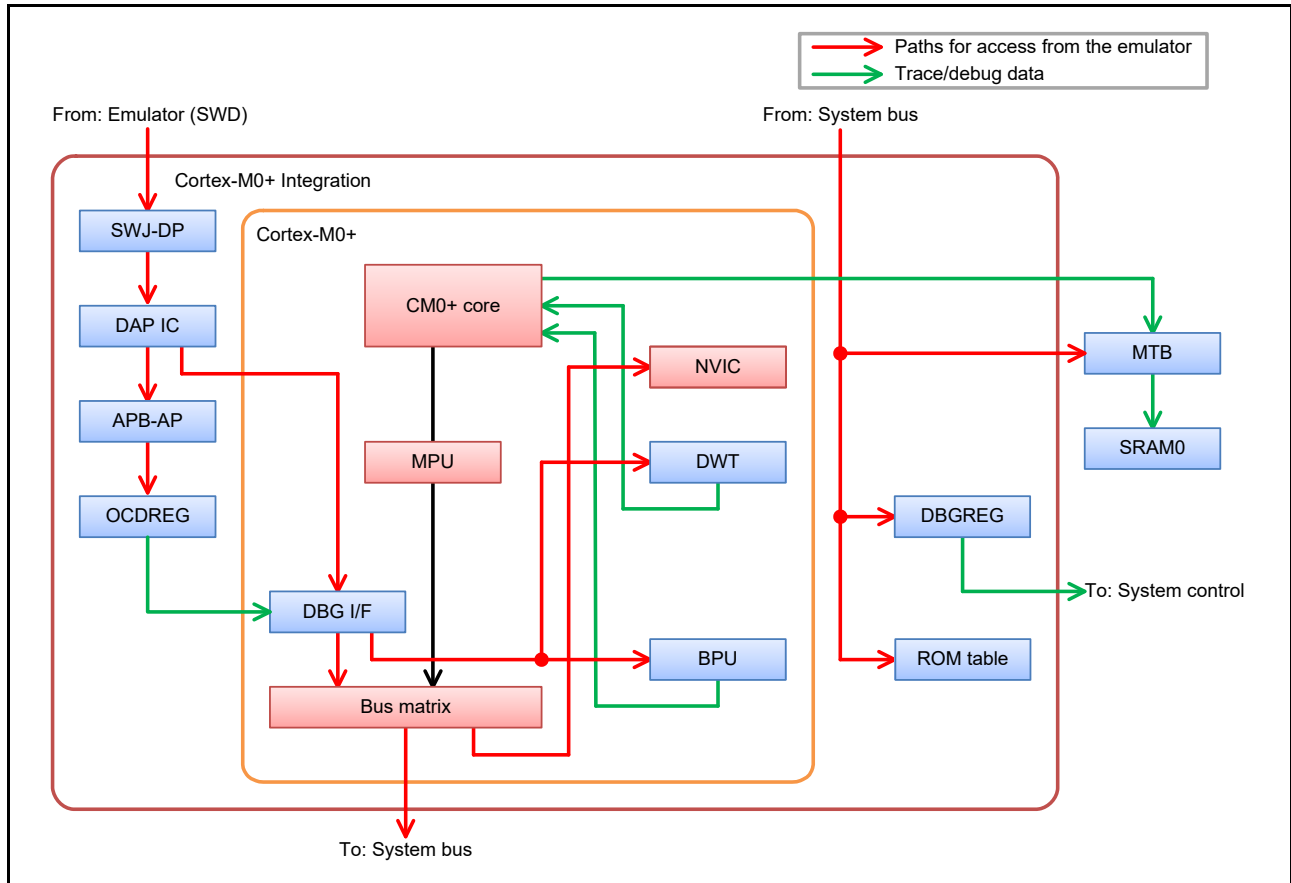 Paths for access from the emulator
Trace/debug data
From: Emulator (SWD)
From: System bus
Cortex-M0+ Integration
SWJ-DP
Cortex-M0+
CM0+ core
DAP IC
NVIC
MTB
APB-AP
MPU
DWT
SRAM0
OCDREG
DBGREG
DBG I/F
To: System control
BPU
ROM table
Bus matrix
To: System bus